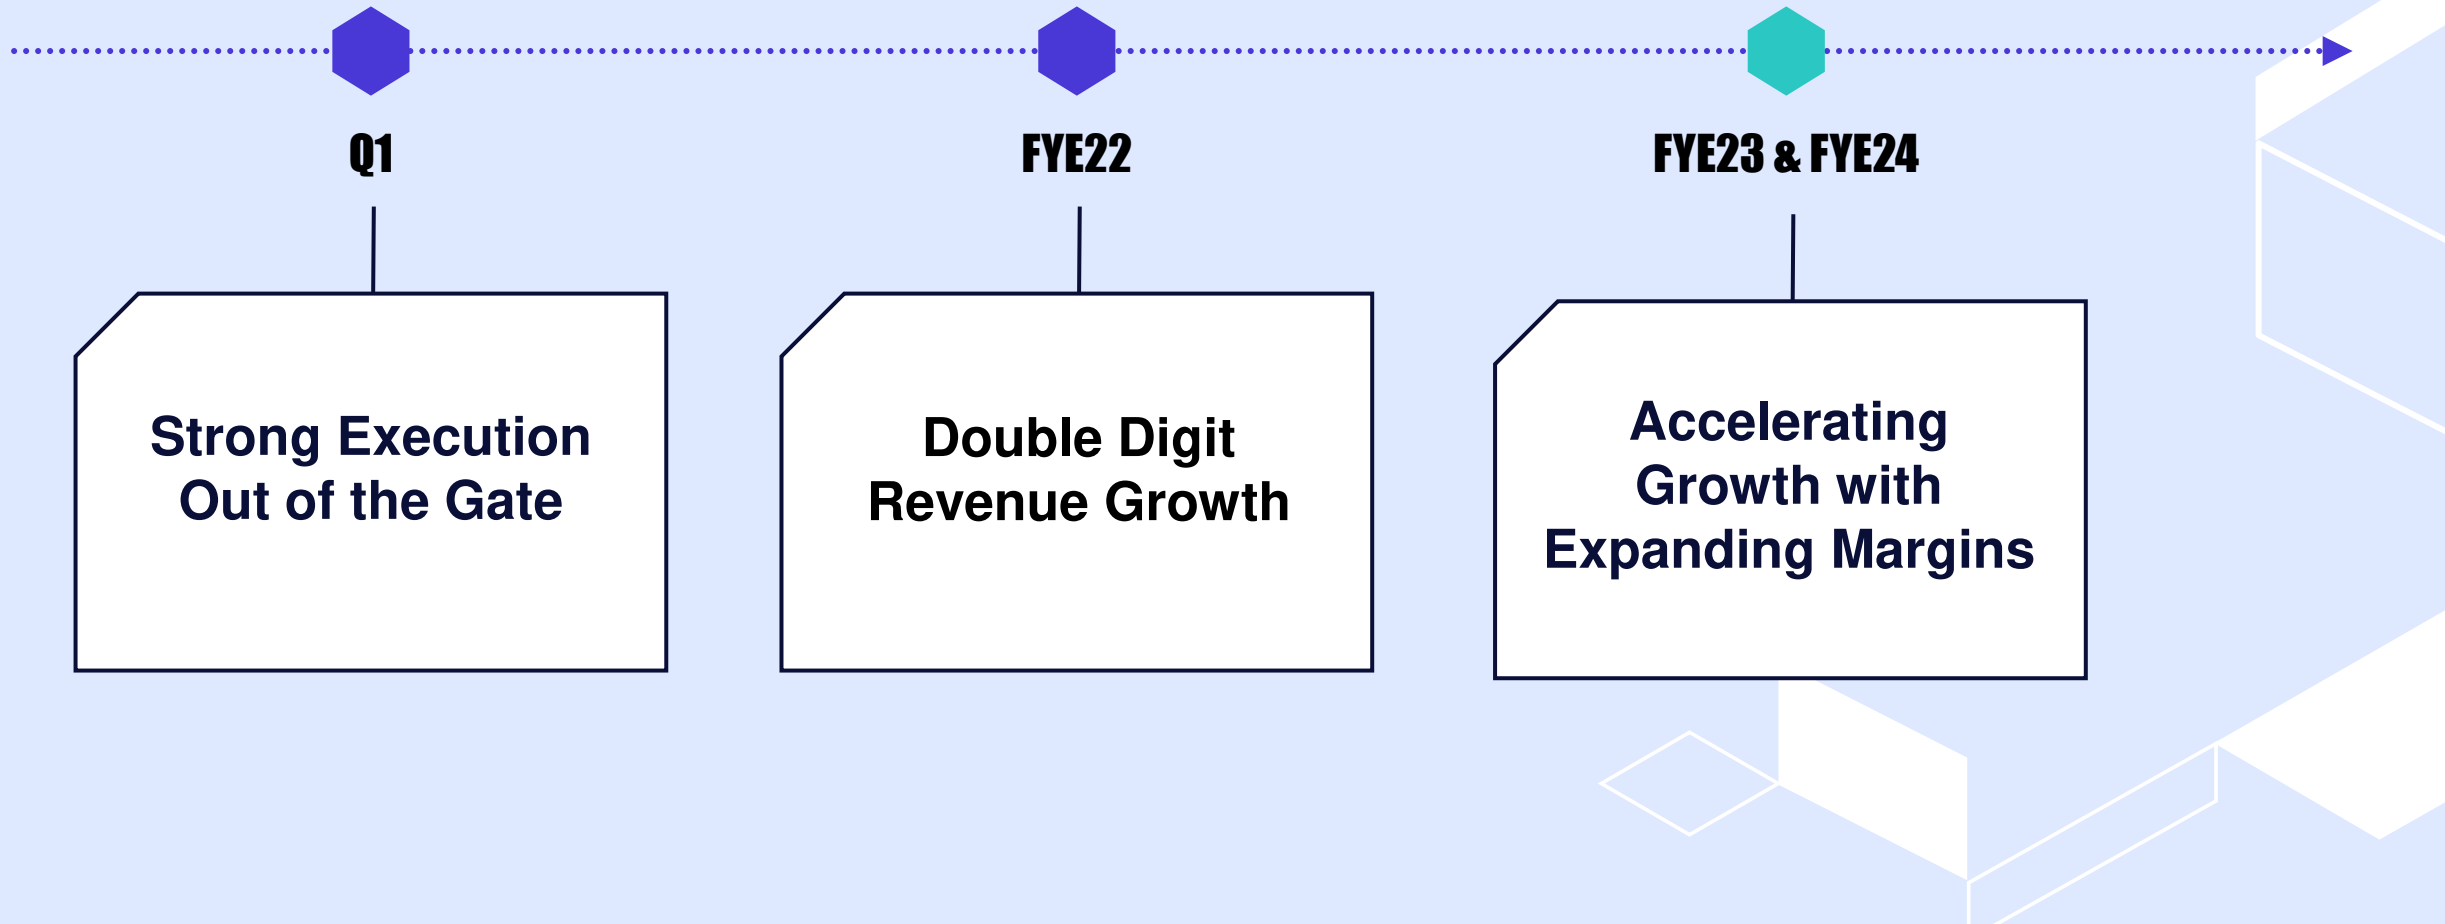 Q1
FYE22
FYE23 & FYE24
Strong Execution
Out of the Gate
Double Digit
Revenue Growth
Accelerating
Growth with
Expanding Margins